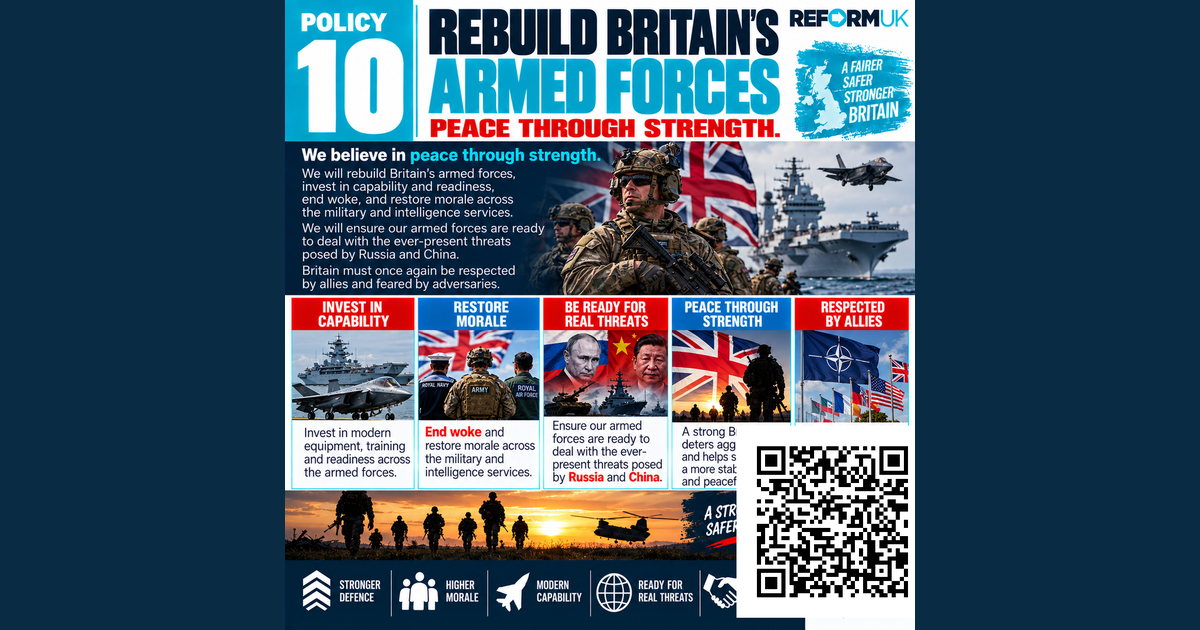 POLICY
10
REBUILD BRITAIN'S
ARMED FORCES
PEACE THROUGH STRENGTH.
REFORMUK
A FAIRER
SAFER
STRONGER
BRITAIN
We believe in peace through strength.
We will rebuild Britain's armed forces,
invest in capability and readiness,
end woke, and restore morale across
the military and intelligence services.
We will ensure our armed forces are ready
to deal with the ever-present threats
posed by Russia and China.
Britain must once again be respected
by allies and feared by adversaries.
INVEST IN
CAPABILITY
Invest in modern
equipment, training
and readiness across
the armed forces.
RESTORE
MORALE
ROYAL NAVY
ARMY
ROYAL
AIR FORCE
End woke and
restore morale across
the military and
intelligence services.
BE READY FOR
REAL THREATS
Ensure our armed
forces are ready to
deal with the ever-
present threats posed
by Russia and China.
PEACE THROUGH
STRENGTH
A strong
deters
and helps
a more
and
RESPECTED
BY ALLIES
A
STRONGER
DEFENCE
HIGHER
MORALE
MODERN
CAPABILITY
READY FOR
REAL THREATS